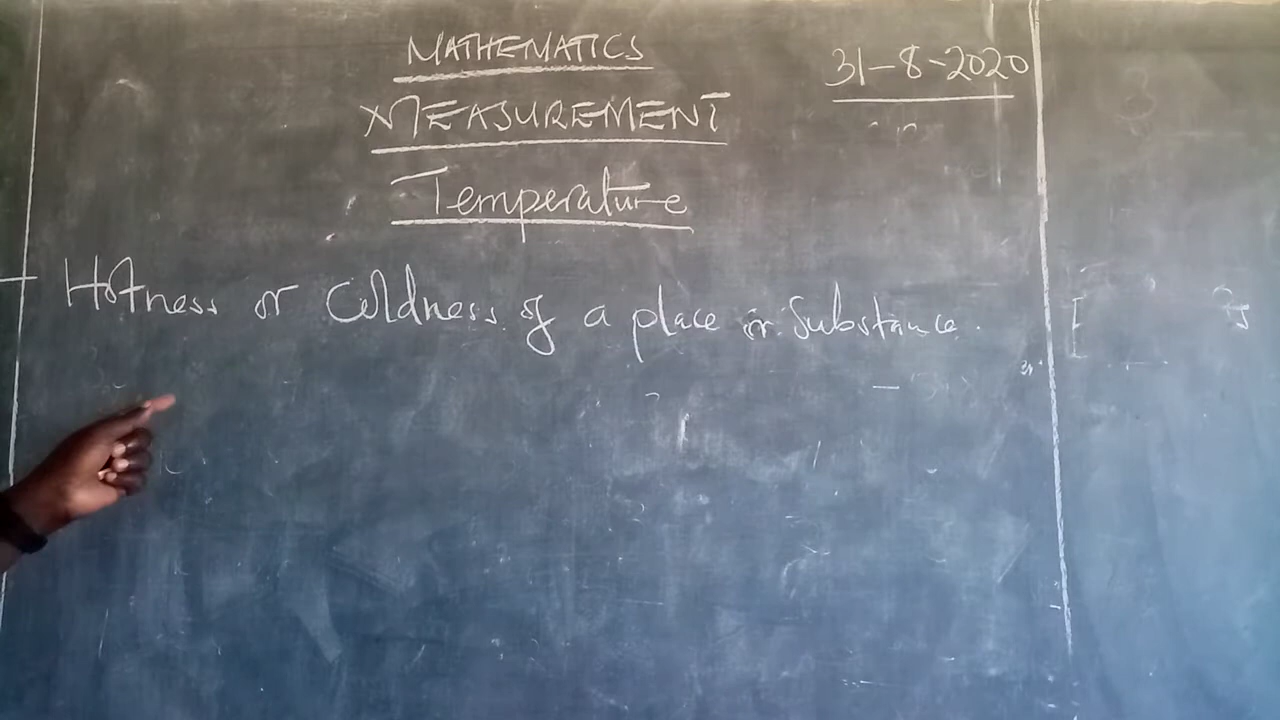 MATHEMATICS
31-8-2020
MEASUREMENT
Temperature
Hotness or Coldness of a place or Substance.